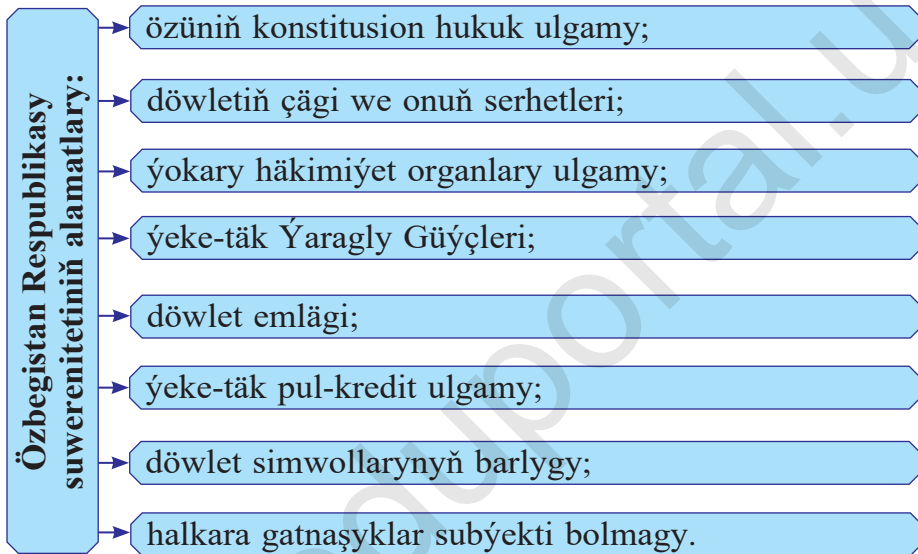 Özbegistan Respublikasy
suwerenitetiniň alamatlary:
özüniň konstitusion hukuk ulgamy;
döwletiň çägi we onuň serhetleri;
ýokary häkimiýet organlary ulgamy;
ýeke-täk Ýaragly Güýçleri;
döwlet emlägi;
ýeke-täk pul-kredit ulgamy;
döwlet simwollarynyň barlygy;
halkara gatnaşyklar subýekti bolmagy.
eduportal.u